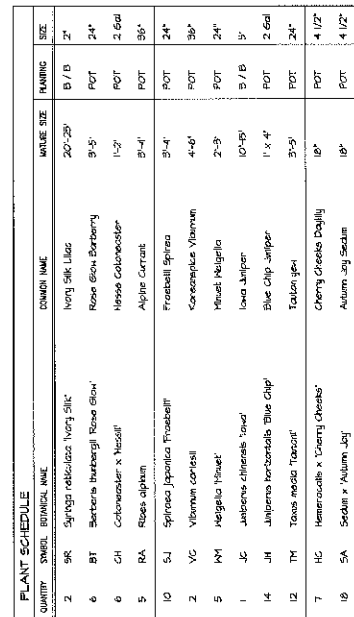 PLANT SCHEDULE
QUANTITY SYMBOL BOTANICAL NAME COMMON NAME MATURE SIZE PLANTING SIZE
2 SR Syringa reticulata 'Ivory Silk' Ivory Silk Lilac 20'-25' B / B 2"
6 BT Berberis thunbergii 'Rose Glow' Rose Glow Barberry 3'-5' POT 24"
6 CH Cotoneaster x 'Hessii' Hesse Cotoneaster 1'-2' POT 2 Gal
5 RA Ribes alpinum Alpine Currant 3'-4' POT 36"
10 SJ Spiraea japonica 'Froebelii' Froebelii Spirea 3'-4' POT 24"
2 VC Viburnum carlesii Koreanspice Viburnum 4'-6' POT 36"
5 WM Weigelia 'Minuet' Minuet Weigelia 2'-3' POT 24"
1 JC Juniperus chinensis 'Iowa' Iowa Juniper 10'-15' B / B 5'
14 JH Juniperus horizontalis 'Blue Chip' Blue Chip Juniper 1' x 4' POT 2 Gal
12 TM Taxus media 'Tautoni' Tauton yew 3'-5' POT 24"
7 HC Hemerocallis x 'Cherry Cheeks' Cherry Cheeks Daylily 18" POT 4 1/2"
18 SA Sedum x 'Autumn Joy' Autumn Joy Sedum 18" POT 4 1/2"